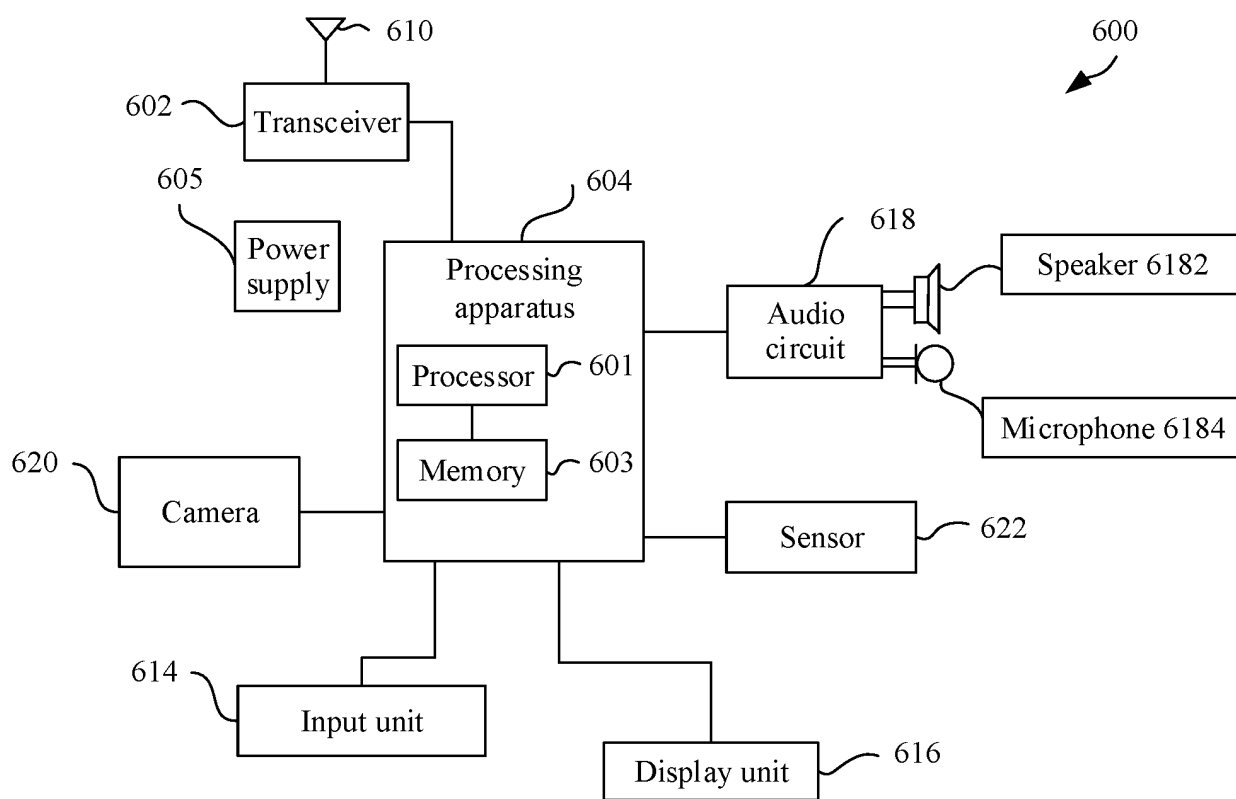 610
600
602
Transceiver
605
604
618
Power
supply
Processing
apparatus
Speaker 6182
Audio
circuit
Processor
601
Microphone 6184
620
Memory
603
Camera
Sensor
622
614
Input unit
Display unit
616